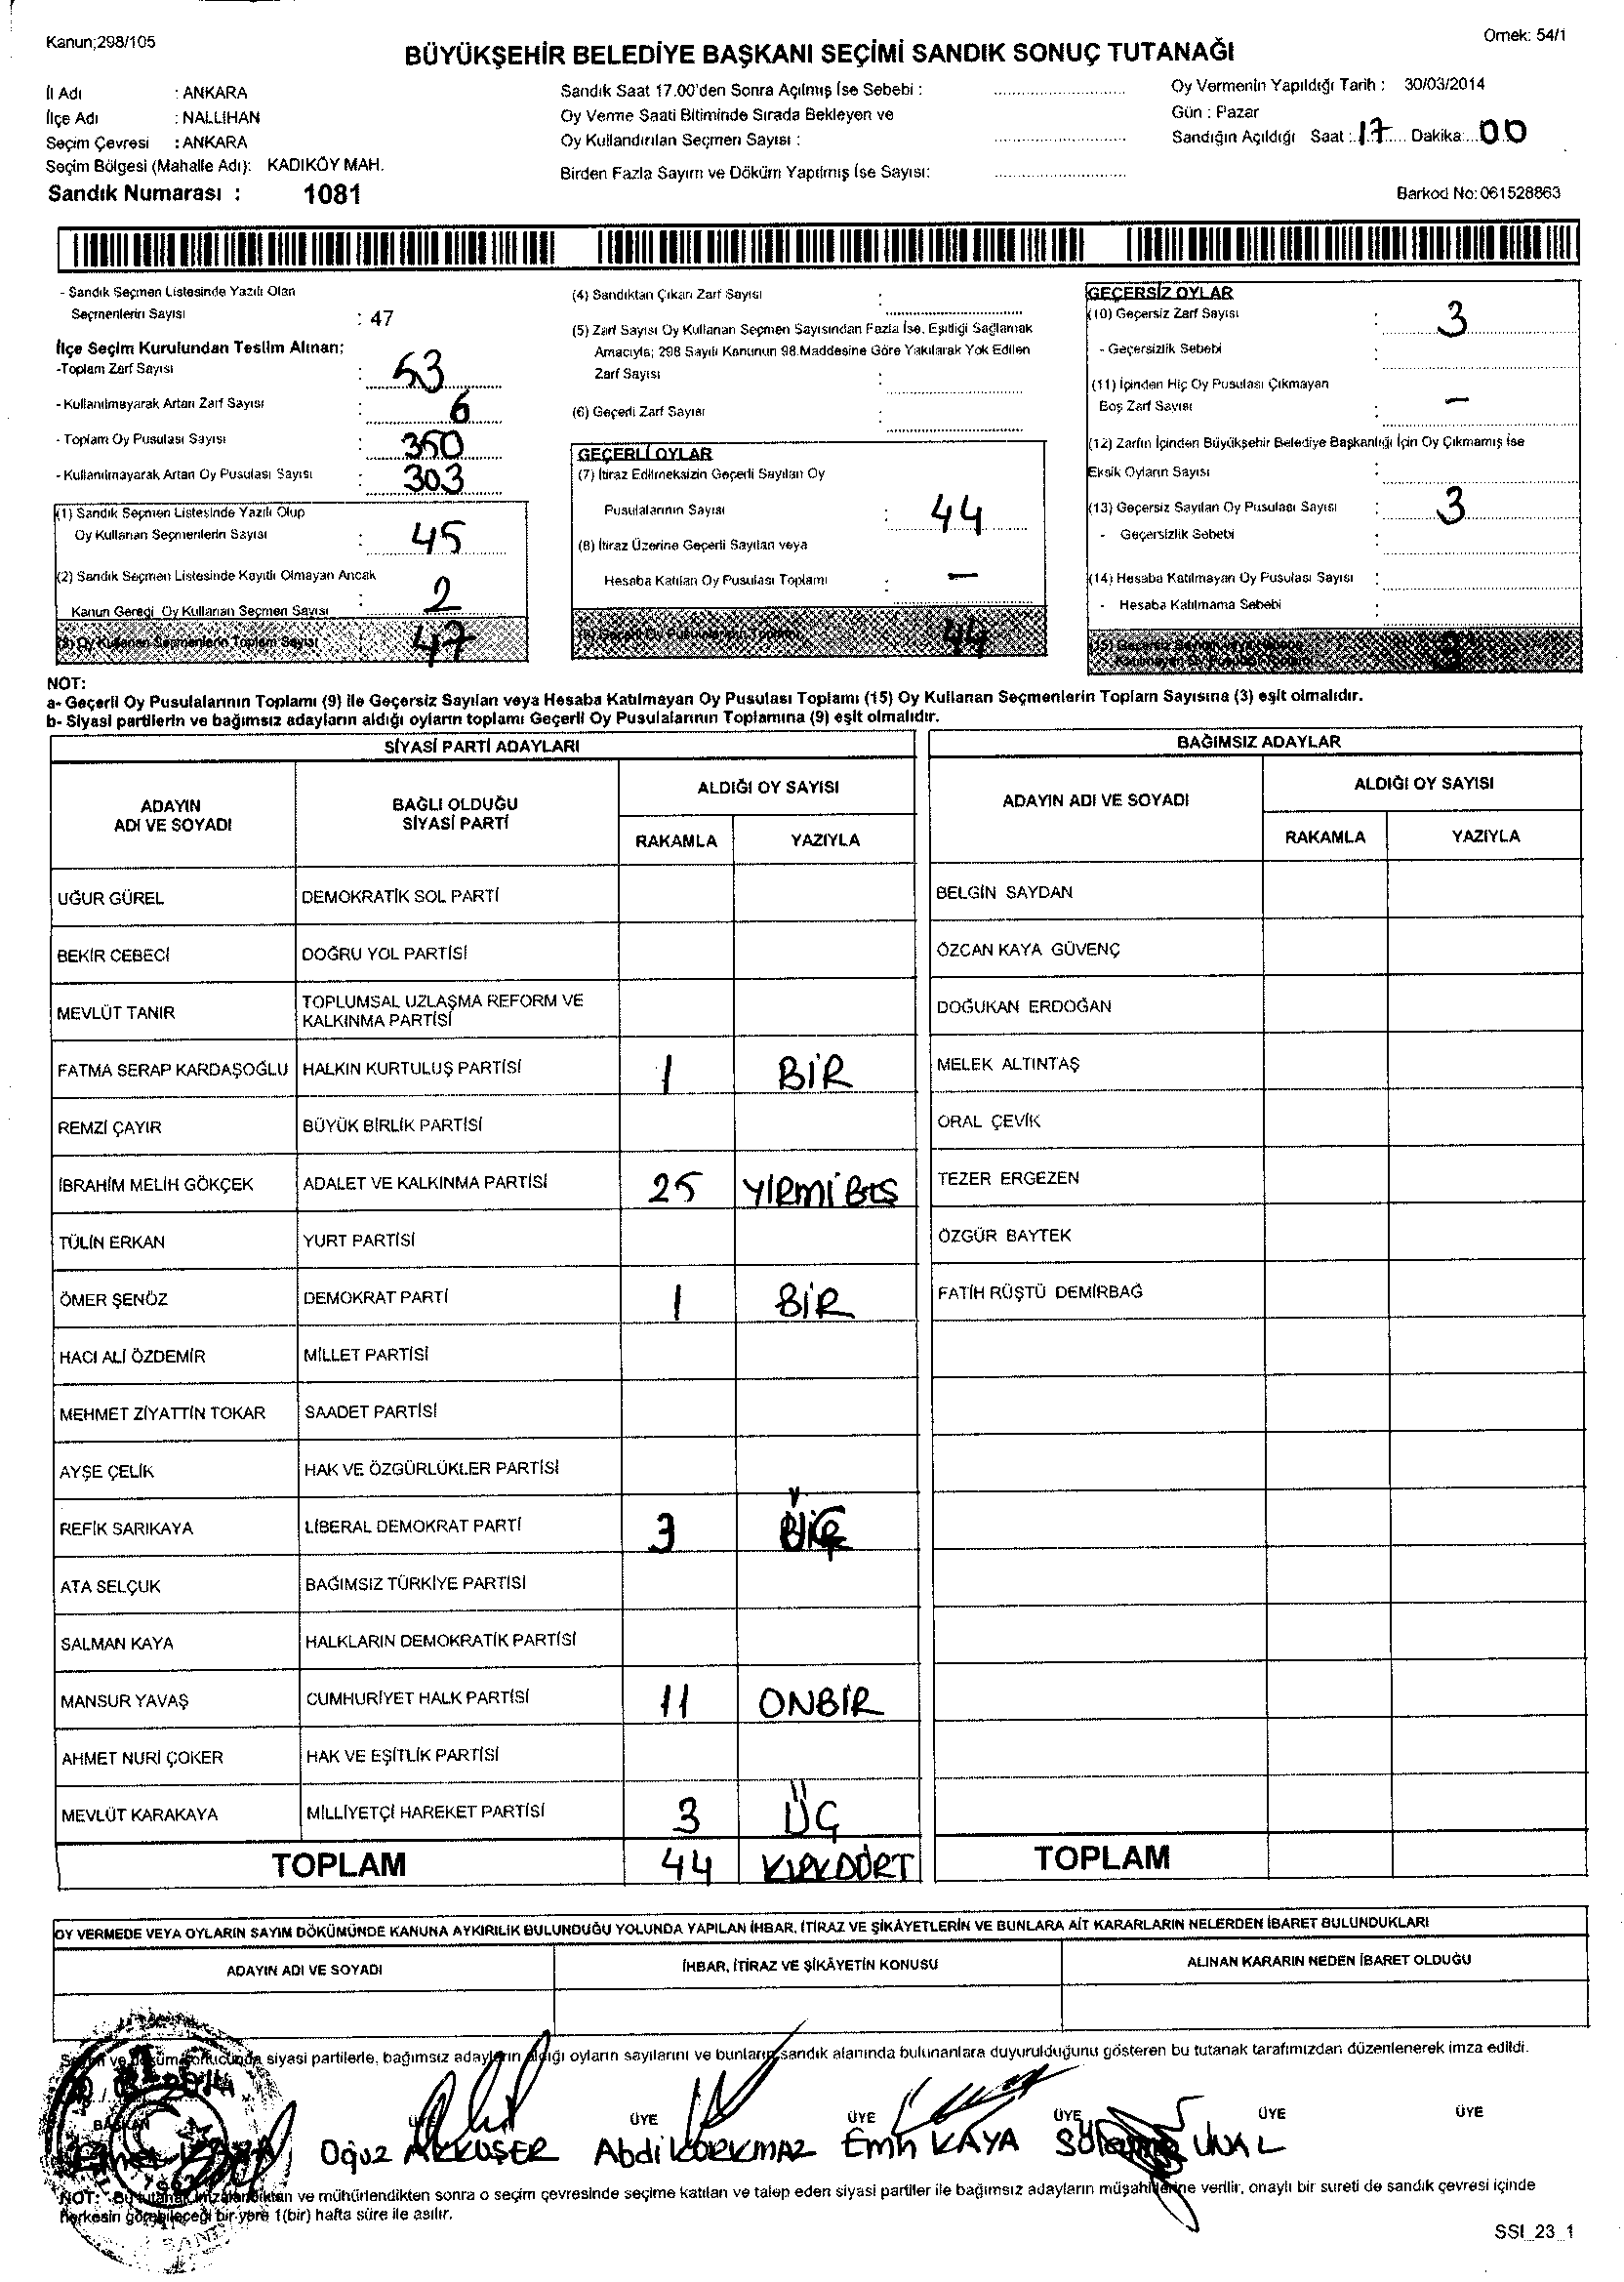 Kanun;298/105
Örnek: 54/1
BÜYÜKŞEHİR BELEDİYE BAŞKANI SEÇİMİ SANDIK SONUÇ TUTANAĞI
İl Adı : ANKARA
İlçe Adı : NALLIHAN
Seçim Çevresi : ANKARA
Seçim Bölgesi (Mahalle Adı): KADIKÖY MAH.
Sandık Numarası : 1081
Sandık Saat 17.00'den Sonra Açılmış İse Sebebi :
Oy Verme Saati Bitiminde Sırada Bekleyen ve
Oy Kullandırılan Seçmen Sayısı :
Birden Fazla Sayım ve Döküm Yapılmış İse Sayısı:
Oy Vermenin Yapıldığı Tarih : 30/03/2014
Gün : Pazar
Sandığın Açıldığı Saat : 17 Dakika: 00
Barkod No: 061528863
- Sandık Seçmen Listesinde Yazılı Olan
Seçmenlerin Sayısı : 47
İlçe Seçim Kurulundan Teslim Alınan;
-Toplam Zarf Sayısı : 53
- Kullanılmayarak Artan Zarf Sayısı : 6
- Toplam Oy Pusulası Sayısı : 350
- Kullanılmayarak Artan Oy Pusulası Sayısı : 303
(1) Sandık Seçmen Listesinde Yazılı Olup
Oy Kullanan Seçmenlerin Sayısı : 45
(2) Sandık Seçmen Listesinde Kayıtlı Olmayan Ancak
Kanun Gereği Oy Kullanan Seçmen Sayısı : 2
(3) Oy Kullanan Seçmenlerin Toplam Sayısı 47
(4) Sandıktan Çıkan Zarf Sayısı :
(5) Zarf Sayısı Oy Kullanan Seçmen Sayısından Fazla İse, Eşitliği Sağlamak
Amacıyla; 298 Sayılı Kanunun 98.Maddesine Göre Yakılarak Yok Edilen
Zarf Sayısı :
(6) Geçerli Zarf Sayısı :
GEÇERLİ OYLAR
(7) İtiraz Edilmeksizin Geçerli Sayılan Oy
Pusulalarının Sayısı : 44
(8) İtiraz Üzerine Geçerli Sayılan veya
Hesaba Katılan Oy Pusulası Toplamı : -
(9) Geçerli Oy Pusulalarının Toplamı 44
GEÇERSİZ OYLAR
(10) Geçersiz Zarf Sayısı : 3
- Geçersizlik Sebebi :
(11) İçinden Hiç Oy Pusulası Çıkmayan
Boş Zarf Sayısı : -
(12) Zarfın İçinden Büyükşehir Belediye Başkanlığı İçin Oy Çıkmamış İse
Eksik Oyların Sayısı :
(13) Geçersiz Sayılan Oy Pusulası Sayısı : 3
- Geçersizlik Sebebi :
(14) Hesaba Katılmayan Oy Pusulası Sayısı :
- Hesaba Katılmama Sebebi :
(15) Geçersiz Sayılan veya Hesaba
Katılmayan Oy Pusulası Toplamı 3
NOT:
a- Geçerli Oy Pusulalarının Toplamı (9) ile Geçersiz Sayılan veya Hesaba Katılmayan Oy Pusulası Toplamı (15) Oy Kullanan Seçmenlerin Toplam Sayısına (3) eşit olmalıdır.
b- Siyasi partilerin ve bağımsız adayların aldığı oyların toplamı Geçerli Oy Pusulalarının Toplamına (9) eşit olmalıdır.
SİYASİ PARTİ ADAYLARI
ADAYIN ADI VE SOYADI BAĞLI OLDUĞU SİYASİ PARTİ ALDIĞI OY SAYISI
RAKAMLA YAZIYLA
UĞUR GÜREL DEMOKRATİK SOL PARTİ
BEKİR CEBECİ DOĞRU YOL PARTİSİ
MEVLÜT TANIR TOPLUMSAL UZLAŞMA REFORM VE KALKINMA PARTİSİ
FATMA SERAP KARDAŞOĞLU HALKIN KURTULUŞ PARTİSİ 1 BİR
REMZİ ÇAYIR BÜYÜK BİRLİK PARTİSİ
İBRAHİM MELİH GÖKÇEK ADALET VE KALKINMA PARTİSİ 25 YİRMİ BEŞ
TÜLİN ERKAN YURT PARTİSİ
ÖMER ŞENÖZ DEMOKRAT PARTİ 1 BİR
HACI ALİ ÖZDEMİR MİLLET PARTİSİ
MEHMET ZİYATTİN TOKAR SAADET PARTİSİ
AYŞE ÇELİK HAK VE ÖZGÜRLÜKLER PARTİSİ
REFİK SARIKAYA LİBERAL DEMOKRAT PARTİ 3
ATA SELÇUK BAĞIMSIZ TÜRKİYE PARTİSİ
SALMAN KAYA HALKLARIN DEMOKRATİK PARTİSİ
MANSUR YAVAŞ CUMHURİYET HALK PARTİSİ 11 ONBİR
AHMET NURİ ÇOKER HAK VE EŞİTLİK PARTİSİ
MEVLÜT KARAKAYA MİLLİYETÇİ HAREKET PARTİSİ 3 ÜÇ
TOPLAM 44 KIRKDÖRT
BAĞIMSIZ ADAYLAR
ADAYIN ADI VE SOYADI ALDIĞI OY SAYISI
RAKAMLA YAZIYLA
BELGİN SAYDAN
ÖZCAN KAYA GÜVENÇ
DOĞUKAN ERDOĞAN
MELEK ALTINTAŞ
ORAL ÇEVİK
TEZER ERGEZEN
ÖZGÜR BAYTEK
FATİH RÜŞTÜ DEMİRBAĞ
TOPLAM
OY VERMEDE VEYA OYLARIN SAYIM DÖKÜMÜNDE KANUNA AYKIRILIK BULUNDUĞU YOLUNDA YAPILAN İHBAR, İTİRAZ VE ŞİKÂYETLERİN VE BUNLARA AİT KARARLARIN NELERDEN İBARET BULUNDUKLARI
ADAYIN ADI VE SOYADI İHBAR, İTİRAZ VE ŞİKÂYETİN KONUSU ALINAN KARARIN NEDEN İBARET OLDUĞU
Sayım ve döküm sonucunda siyasi partilerle, bağımsız adayların aldığı oyların sayılarını ve bunların sandık alanında bulunanlara duyurulduğunu gösteren bu tutanak tarafımızdan düzenlenerek imza edildi.
BAŞKAN ÜYE ÜYE ÜYE ÜYE ÜYE ÜYE
Oğuz AKKUŞER Abdi KORKMAZ Emin KAYA Süleyman ÜNAL
NOT: Bu tutanak imzalandıktan ve mühürlendikten sonra o seçim çevresinde seçime katılan ve talep eden siyasi partiler ile bağımsız adayların müşahitlerine verilir, onaylı bir sureti de sandık çevresi içinde
herkesin görebileceği bir yere 1(bir) hafta süre ile asılır.
SSI_23_1